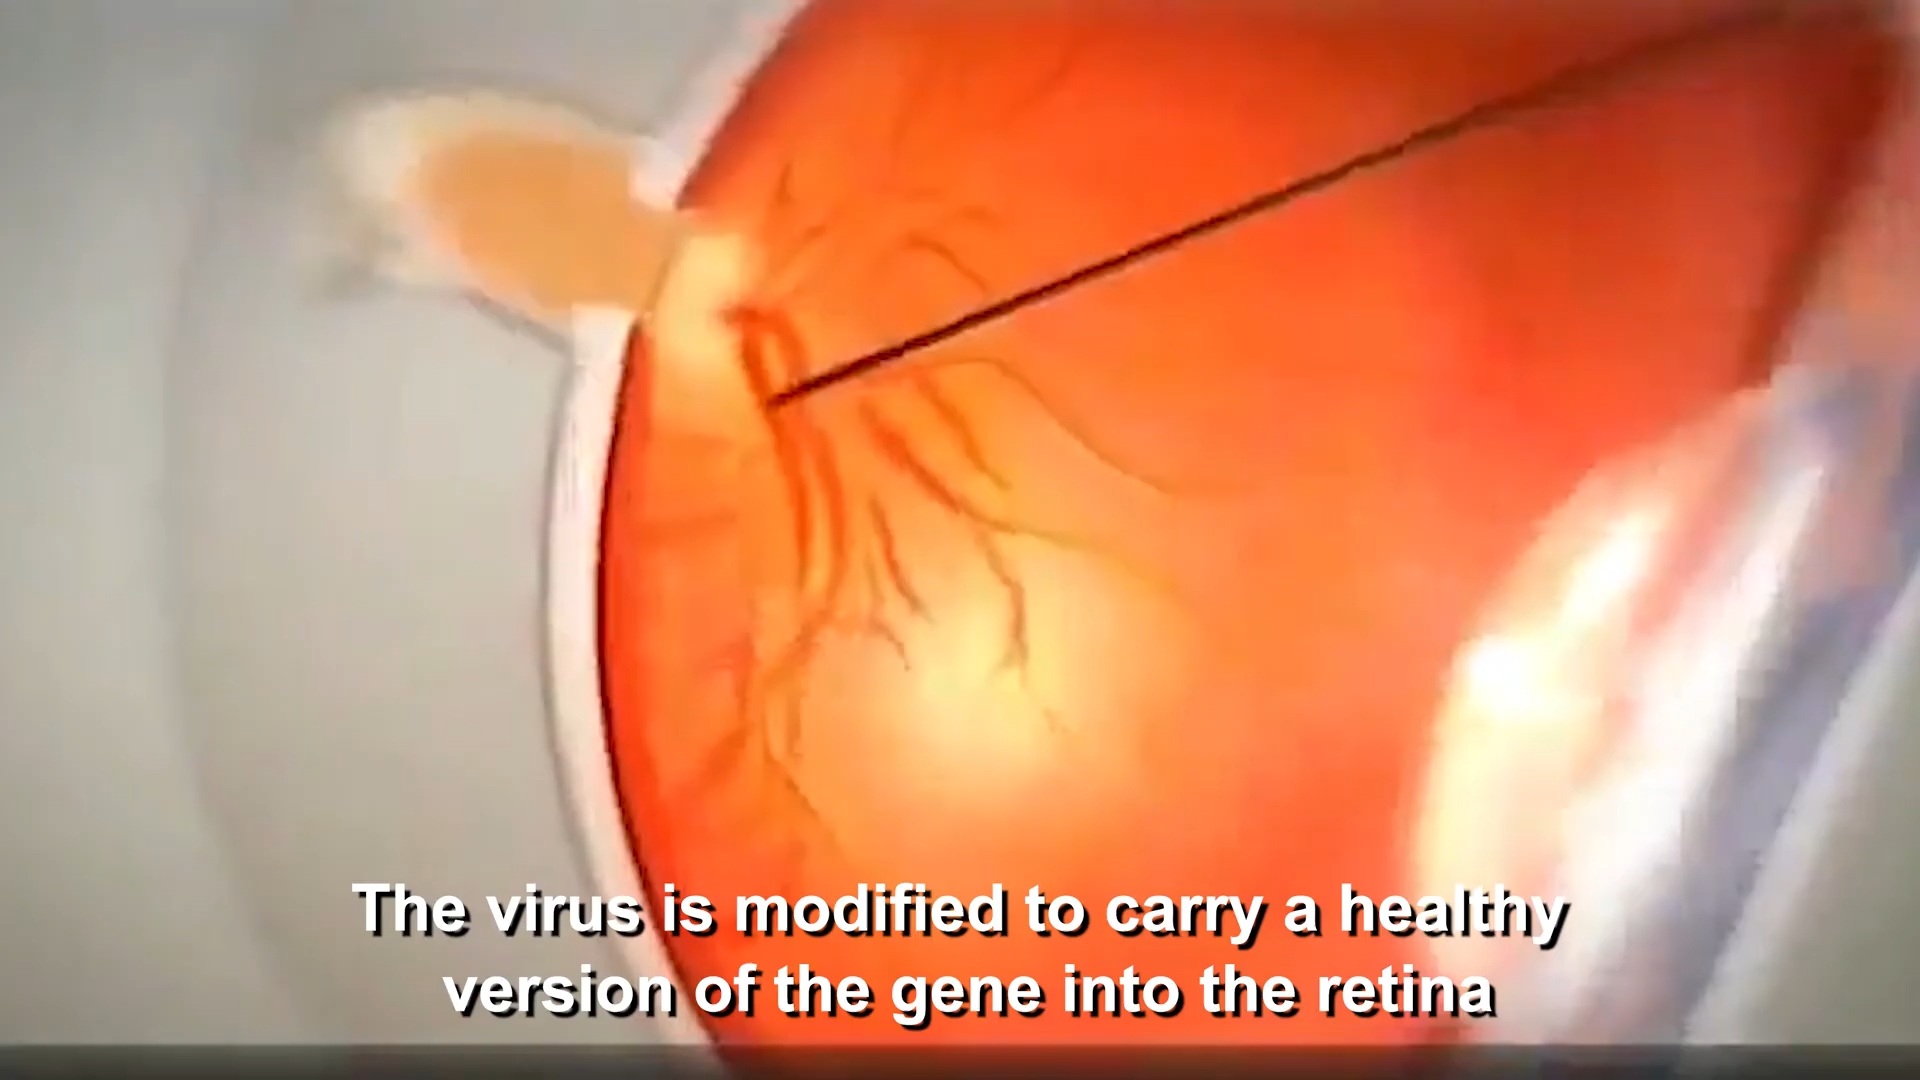 The virus is modified to carry a healthy
version of the gene into the retina